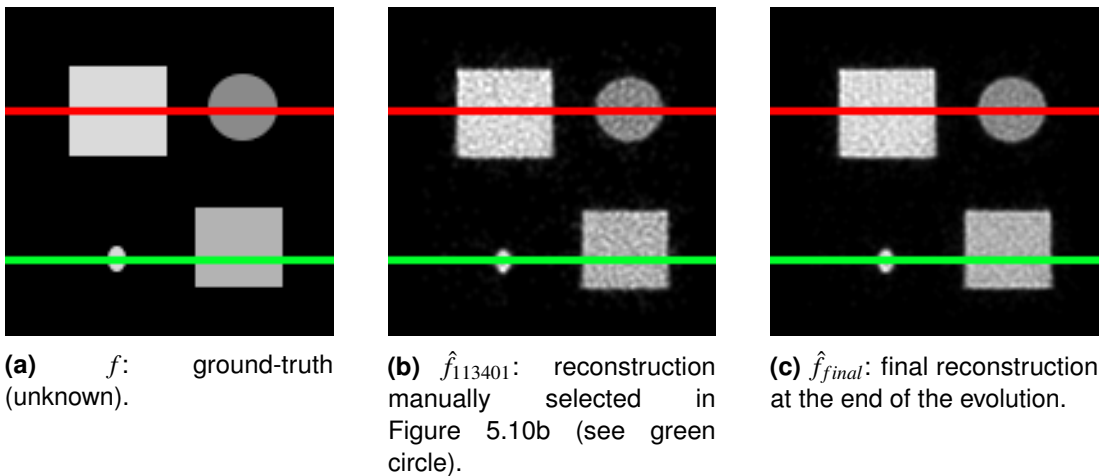 (a) f: ground-truth
(unknown).
(b) f̂₁₁₃₄₀₁: reconstruction
manually selected in
Figure 5.10b (see green
circle).
(c) f̂_final: final reconstruction
at the end of the evolution.